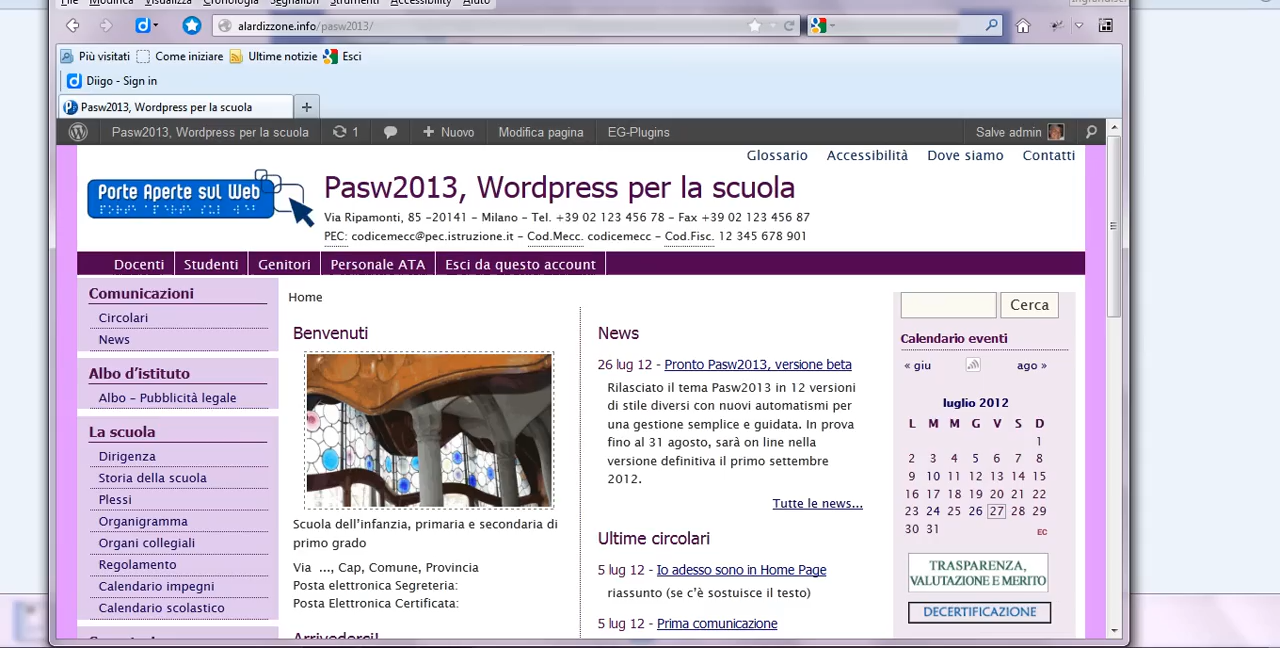 File Modifica Visualizza Cronologia Segnalibri Strumenti Accessibility Aiuto
alardizzone.info/pasw2013/
Più visitati Come iniziare Ultime notizie Esci
Diigo - Sign in
Pasw2013, Wordpress per la scuola +
Pasw2013, Wordpress per la scuola 1 + Nuovo Modifica pagina EG-Plugins Salve admin
Glossario Accessibilità Dove siamo Contatti
Porte Aperte sul Web
Pasw2013, Wordpress per la scuola
Via Ripamonti, 85 –20141 – Milano – Tel. +39 02 123 456 78 – Fax +39 02 123 456 87
PEC: codicemecc@pec.istruzione.it – Cod.Mecc. codicemecc – Cod.Fisc. 12 345 678 901
Docenti Studenti Genitori Personale ATA Esci da questo account
Comunicazioni
Circolari
News
Albo d'istituto
Albo – Pubblicità legale
La scuola
Dirigenza
Storia della scuola
Plessi
Organigramma
Organi collegiali
Regolamento
Calendario impegni
Calendario scolastico
Home
Benvenuti
Scuola dell'infanzia, primaria e secondaria di
primo grado
Via ..., Cap, Comune, Provincia
Posta elettronica Segreteria:
Posta Elettronica Certificata:
Arrivederci!
News
26 lug 12 - Pronto Pasw2013, versione beta
Rilasciato il tema Pasw2013 in 12 versioni
di stile diversi con nuovi automatismi per
una gestione semplice e guidata. In prova
fino al 31 agosto, sarà on line nella
versione definitiva il primo settembre
2012.
Tutte le news...
Ultime circolari
5 lug 12 - Io adesso sono in Home Page
riassunto (se c'è sostuisce il testo)
5 lug 12 - Prima comunicazione
Cerca
Calendario eventi
« giu ago »
luglio 2012
L M M G V S D
1
2 3 4 5 6 7 8
9 10 11 12 13 14 15
16 17 18 19 20 21 22
23 24 25 26 27 28 29
30 31
EC
TRASPARENZA,
VALUTAZIONE E MERITO
DECERTIFICAZIONE